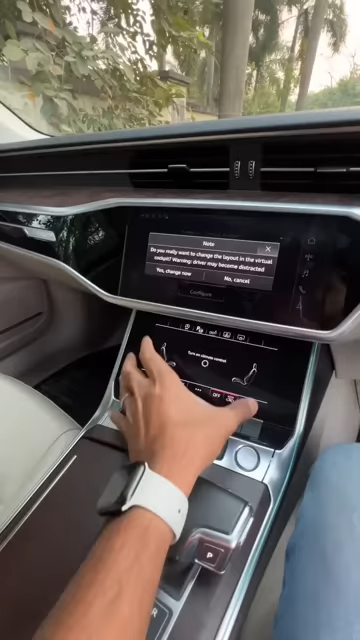 Note
Do you really want to change the layout in the virtual
cockpit? Warning: driver may become distracted
Yes, change now
No, cancel
Configure
Turn on climate control
OFF
P